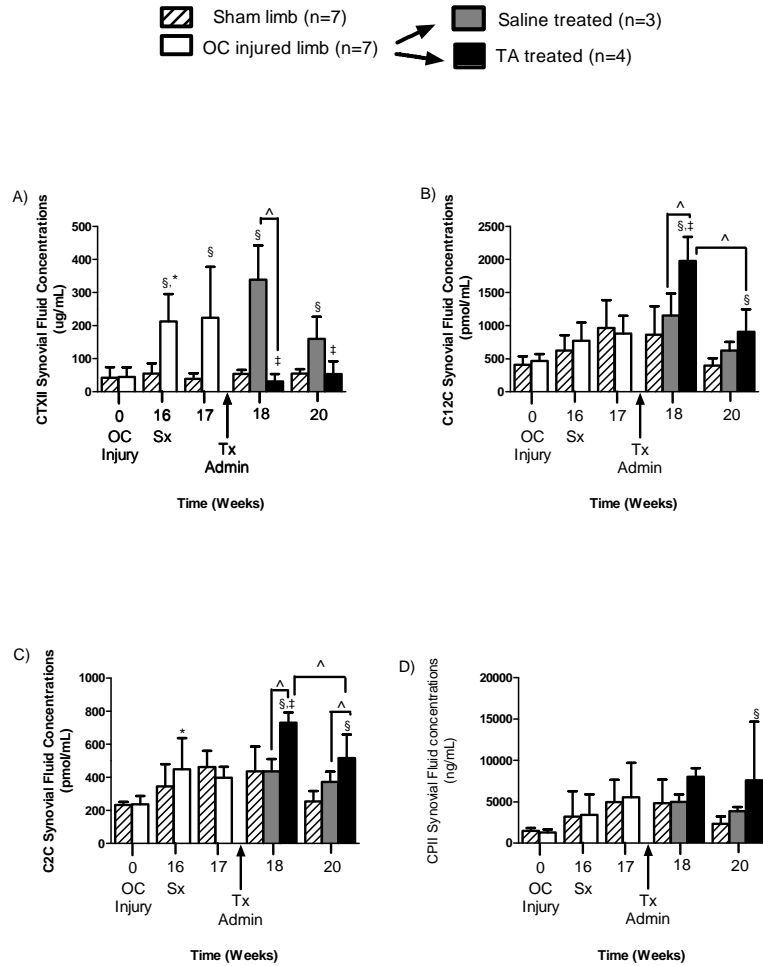 Sham limb (n=7)
OC injured limb (n=7)
Saline treated (n=3)
TA treated (n=4)
A)
CTXII Synovial Fluid Concentrations
(ug/mL)
500
400
300
200
100
0
§,*
§
§
^
‡
§
‡
0
16
17
18
20
OC
Injury
Sx
Tx
Admin
Time (Weeks)
B)
C12C Synovial Fluid Concentrations
(pmol/mL)
2500
2000
1500
1000
500
0
^
§,‡
^
§
0
16
17
18
20
OC
Injury
Sx
Tx
Admin
Time (Weeks)
C)
C2C Synovial Fluid Concentrations
(pmol/mL)
1000
800
600
400
200
0
*
^
§,‡
^
^
§
0
16
17
18
20
OC
Injury
Sx
Tx
Admin
Time (Weeks)
D)
CPII Synovial Fluid concentrations
(ng/mL)
20000
15000
10000
5000
0
§
0
16
17
18
20
OC
Injury
Sx
Tx
Admin
Time (Weeks)